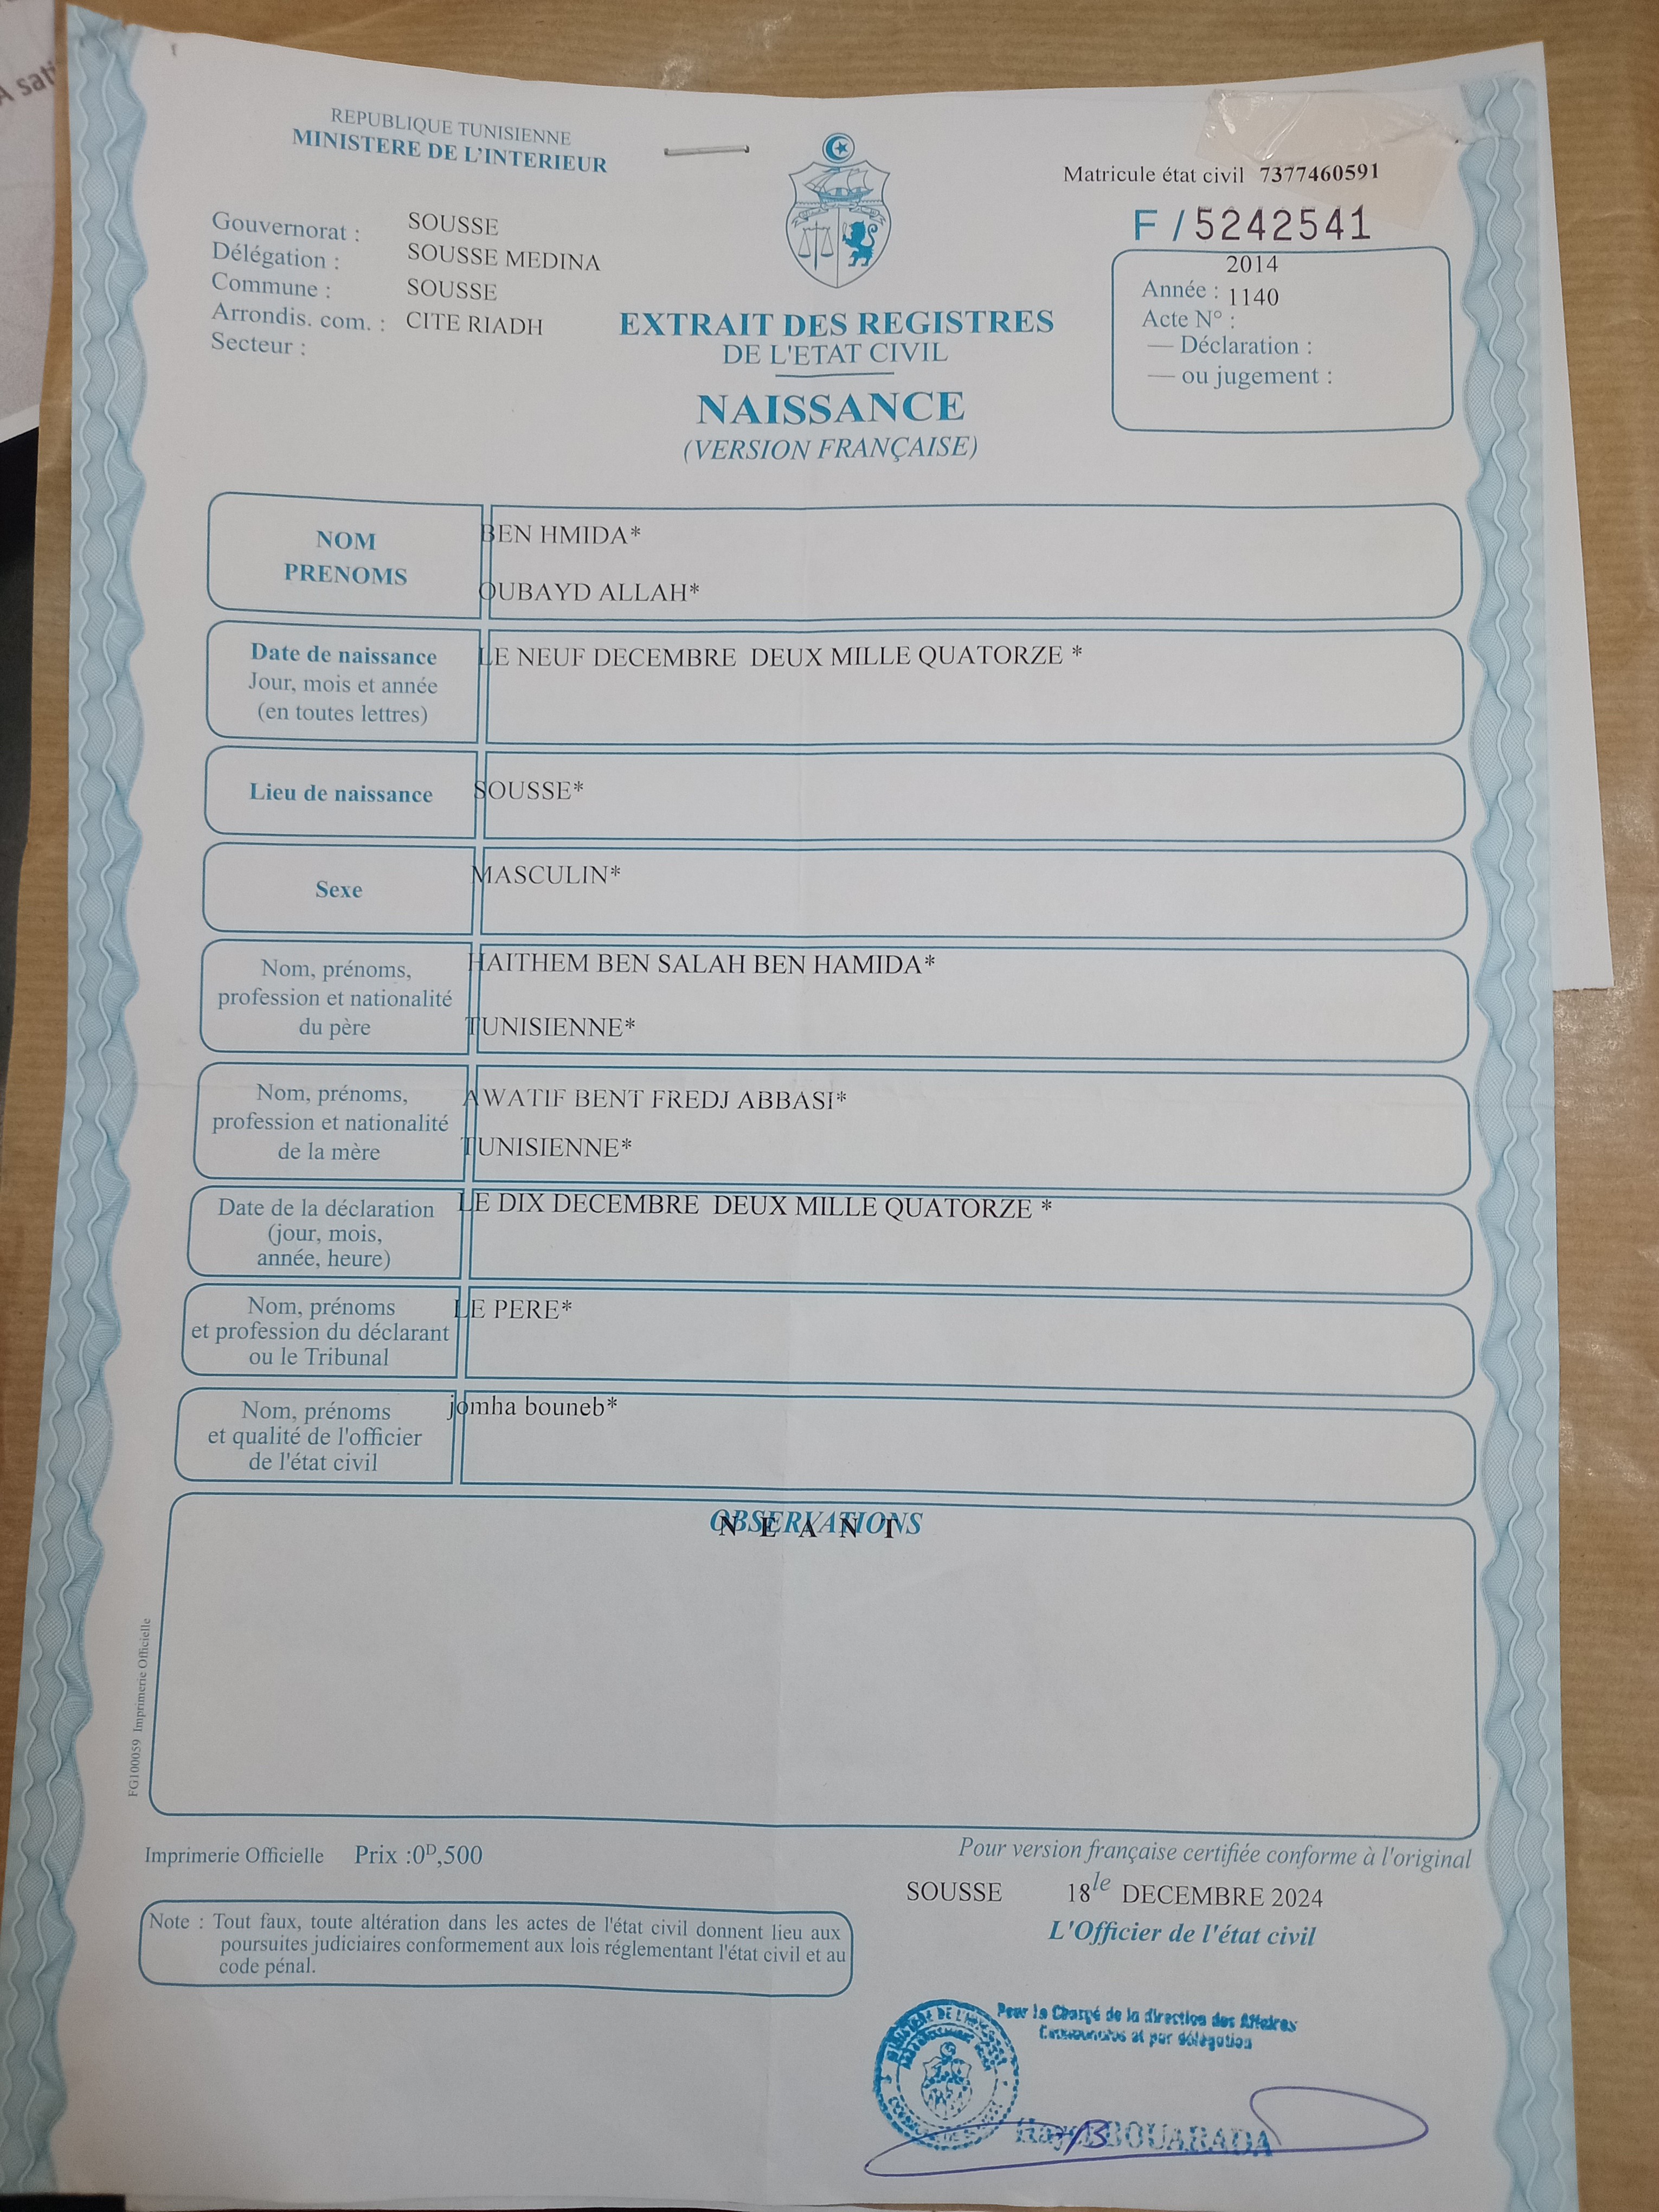 A sati
REPUBLIQUE TUNISIENNE
MINISTERE DE L'INTERIEUR
Matricule état civil 7377460591
F / 5242541
Gouvernorat : SOUSSE
Délégation : SOUSSE MEDINA
Commune : SOUSSE
Arrondis. com. : CITE RIADH
Secteur :
2014
Année : 1140
Acte N° :
— Déclaration :
— ou jugement :
EXTRAIT DES REGISTRES
DE L'ETAT CIVIL
NAISSANCE
(VERSION FRANÇAISE)
NOM BEN HMIDA*
PRENOMS OUBAYD ALLAH*
Date de naissance LE NEUF DECEMBRE DEUX MILLE QUATORZE *
Jour, mois et année
(en toutes lettres)
Lieu de naissance SOUSSE*
Sexe MASCULIN*
Nom, prénoms, HAITHEM BEN SALAH BEN HAMIDA*
profession et nationalité
du père TUNISIENNE*
Nom, prénoms, AWATIF BENT FREDJ ABBASI*
profession et nationalité
de la mère TUNISIENNE*
Date de la déclaration LE DIX DECEMBRE DEUX MILLE QUATORZE *
(jour, mois,
année, heure)
Nom, prénoms LE PERE*
et profession du déclarant
ou le Tribunal
Nom, prénoms jomha bouneb*
et qualité de l'officier
de l'état civil
OBSERVATIONS
N E A N T
FG100059 Imprimerie Officielle
Imprimerie Officielle Prix :0D,500
Pour version française certifiée conforme à l'original
SOUSSE 18 le DECEMBRE 2024
L'Officier de l'état civil
Note : Tout faux, toute altération dans les actes de l'état civil donnent lieu aux
poursuites judiciaires conformement aux lois réglementant l'état civil et au
code pénal.
Pour le Chargé de la direction des Affaires
et par délégation
BOUARADA